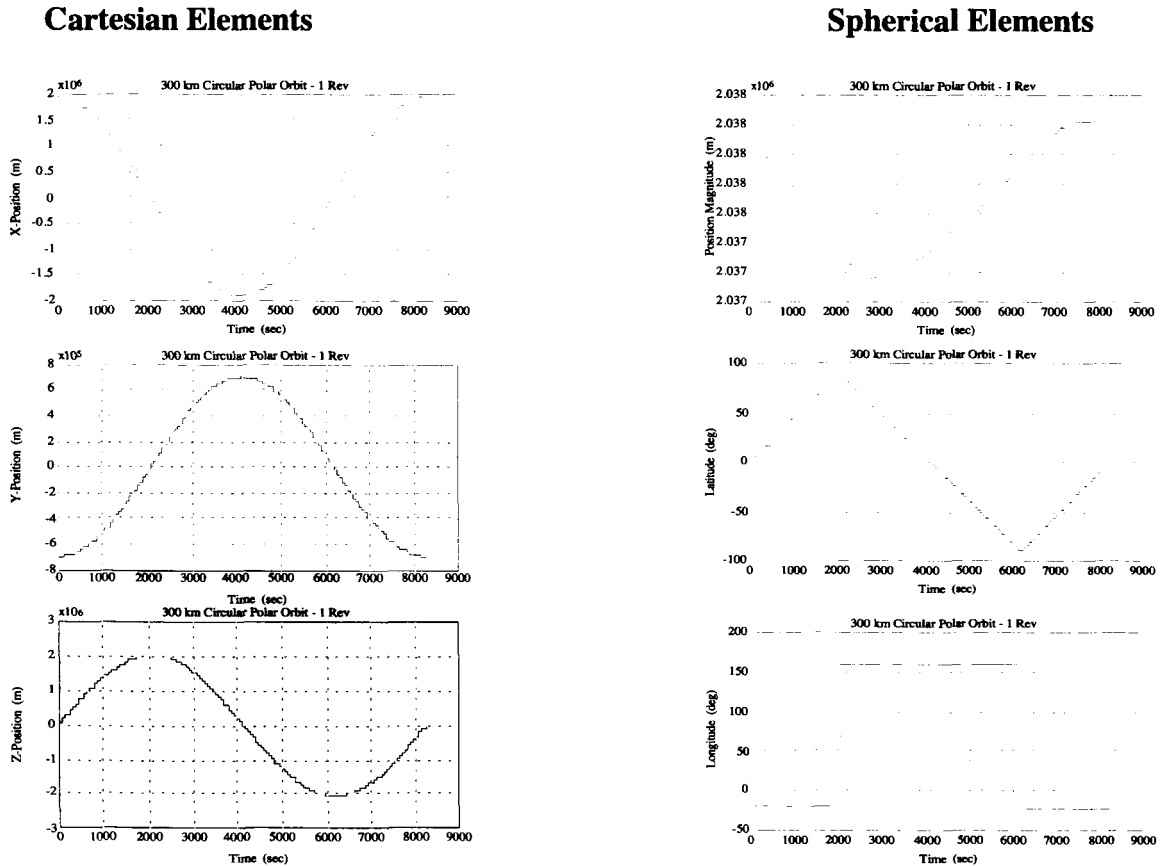 Cartesian Elements
x10⁶ 300 km Circular Polar Orbit - 1 Rev
X-Position (m)
2
1.5
1
0.5
0
-0.5
-1
-1.5
-2
0 1000 2000 3000 4000 5000 6000 7000 8000 9000
Time (sec)
x10⁵ 300 km Circular Polar Orbit - 1 Rev
Y-Position (m)
8
6
4
2
0
-2
-4
-6
-8
0 1000 2000 3000 4000 5000 6000 7000 8000 9000
Time (sec)
x10₆ 300 km Circular Polar Orbit - 1 Rev
Z-Position (m)
3
2
1
0
-1
-2
-3
0 1000 2000 3000 4000 5000 6000 7000 8000 9000
Time (sec)
Spherical Elements
x10⁶ 300 km Circular Polar Orbit - 1 Rev
Position Magnitude (m)
2.038
2.038
2.038
2.038
2.038
2.037
2.037
2.037
0 1000 2000 3000 4000 5000 6000 7000 8000 9000
Time (sec)
300 km Circular Polar Orbit - 1 Rev
Latitude (deg)
100
50
0
-50
-100
0 1000 2000 3000 4000 5000 6000 7000 8000 9000
Time (sec)
300 km Circular Polar Orbit - 1 Rev
Longitude (deg)
200
150
100
50
0
-50
0 1000 2000 3000 4000 5000 6000 7000 8000 9000
Time (sec)